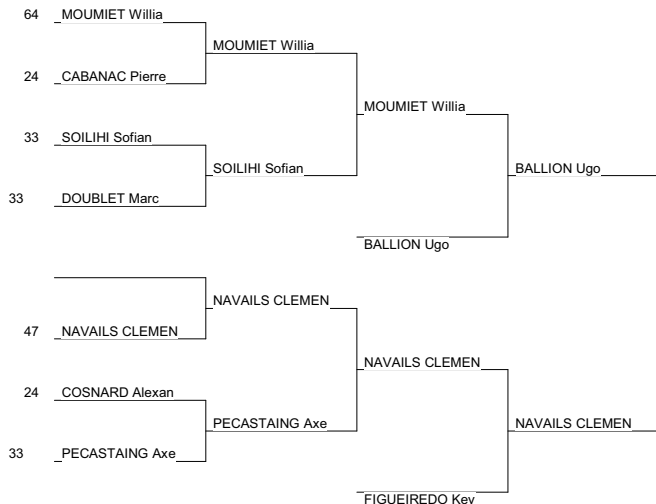 64 MOUMIET Willia
MOUMIET Willia
24 CABANAC Pierre
MOUMIET Willia
33 SOILIHI Sofian
SOILIHI Sofian
BALLION Ugo
33 DOUBLET Marc
BALLION Ugo
NAVAILS CLEMEN
47 NAVAILS CLEMEN
NAVAILS CLEMEN
24 COSNARD Alexan
PECASTAING Axe
NAVAILS CLEMEN
33 PECASTAING Axe
FIGUEIREDO Kev